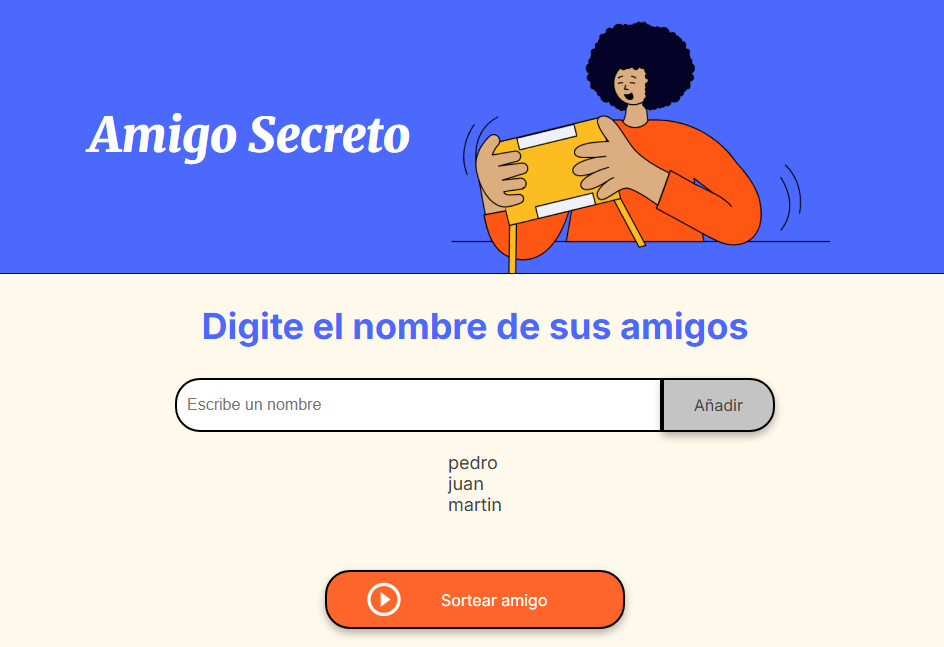 Amigo Secreto
Digite el nombre de sus amigos
Escribe un nombre
Añadir
pedro
juan
martin
Sortear amigo